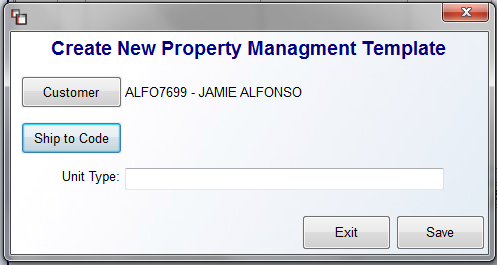 Create New Property Managment Template
Customer ALFO7699 - JAMIE ALFONSO
Ship to Code
Unit Type:
Exit Save